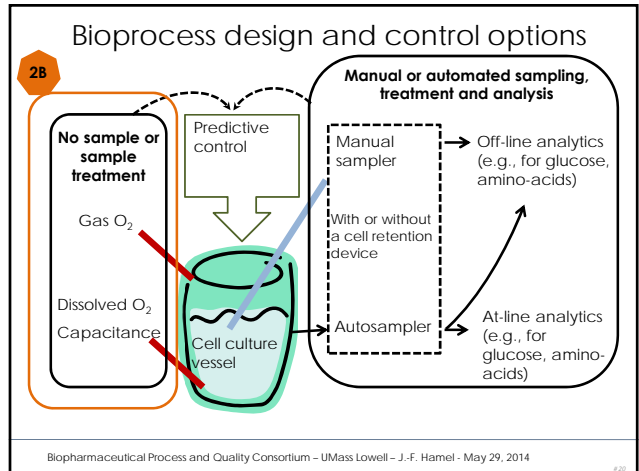 Bioprocess design and control options
2B
No sample or
sample
treatment
Gas O₂
Dissolved O₂
Capacitance
Predictive
control
Cell culture
vessel
Manual or automated sampling,
treatment and analysis
Manual
sampler
With or without
a cell retention
device
Autosampler
Off-line analytics
(e.g., for glucose,
amino-acids)
At-line analytics
(e.g., for
glucose, amino-
acids)
Biopharmaceutical Process and Quality Consortium – UMass Lowell – J.-F. Hamel - May 29, 2014
#20